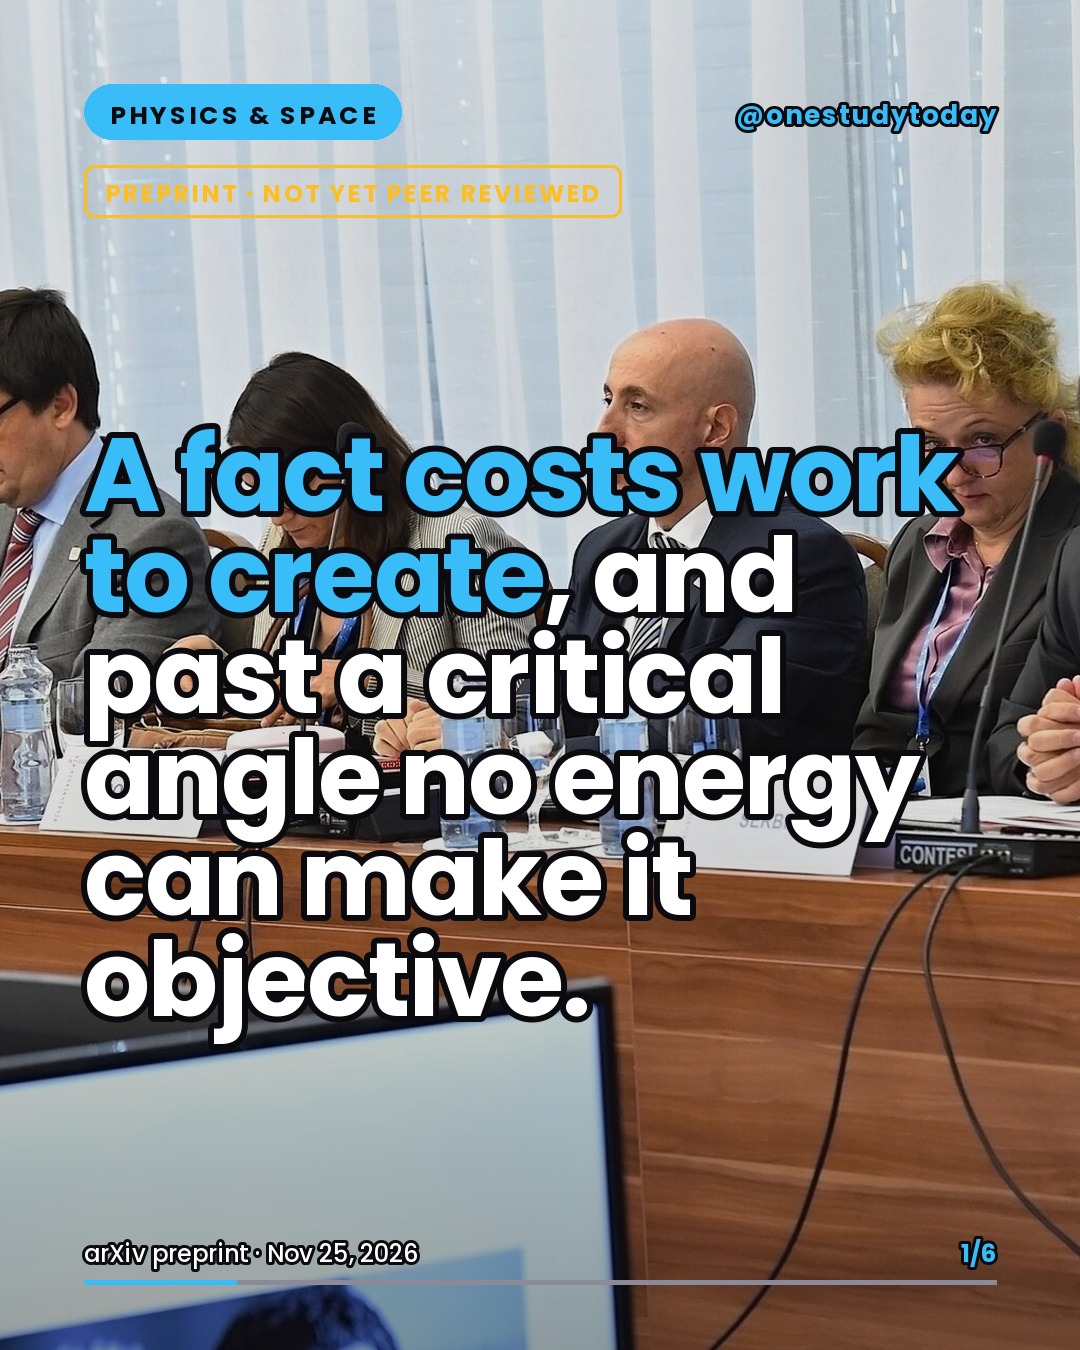 PHYSICS & SPACE
@onestudytoday
PREPRINT · NOT YET PEER REVIEWED
A fact costs work
to create, and
past a critical
angle no energy
can make it
objective.
arXiv preprint · Nov 25, 2026
1/6